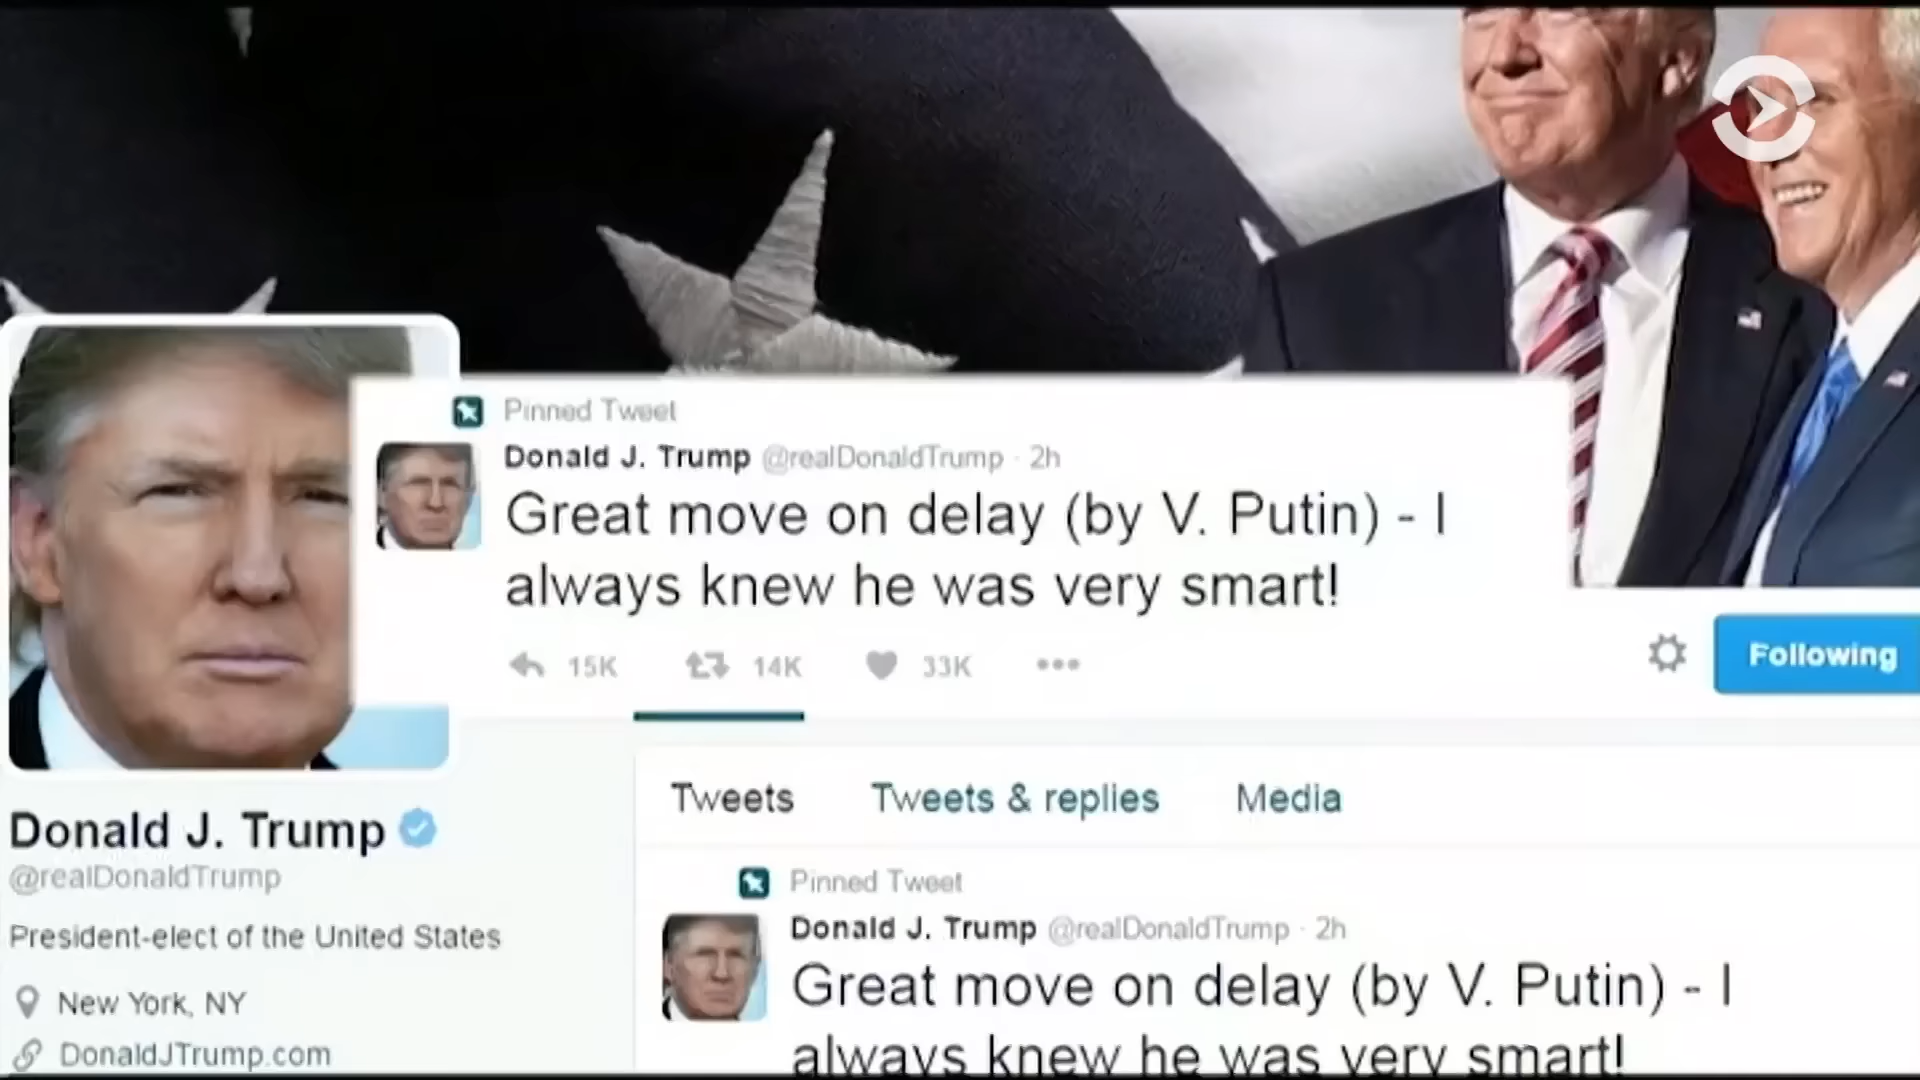 Pinned Tweet
Donald J. Trump @realDonaldTrump · 2h
Great move on delay (by V. Putin) - I
always knew he was very smart!
15K 14K 33K
Following
Donald J. Trump
@realDonaldTrump
President-elect of the United States
New York, NY
DonaldJTrump.com
Tweets Tweets & replies Media
Pinned Tweet
Donald J. Trump @realDonaldTrump · 2h
Great move on delay (by V. Putin) - I
always knew he was very smart!